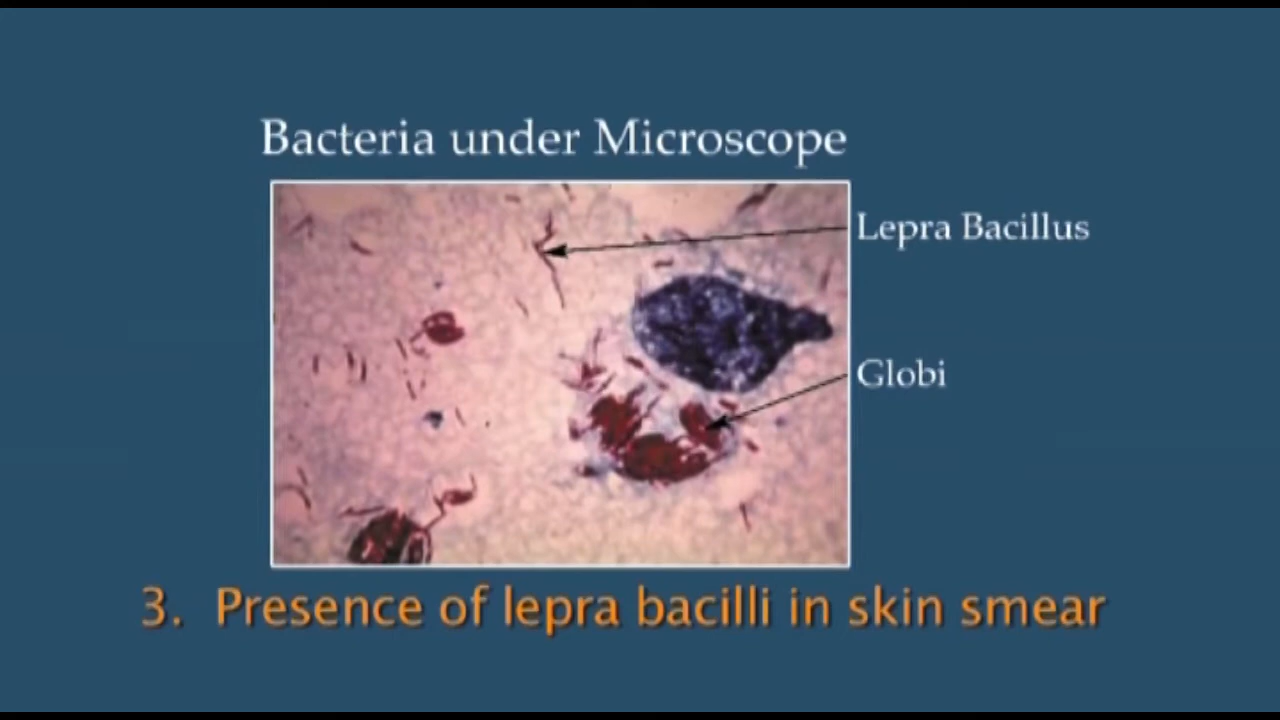 Bacteria under Microscope
Lepra Bacillus
Globi
3. Presence of lepra bacilli in skin smear